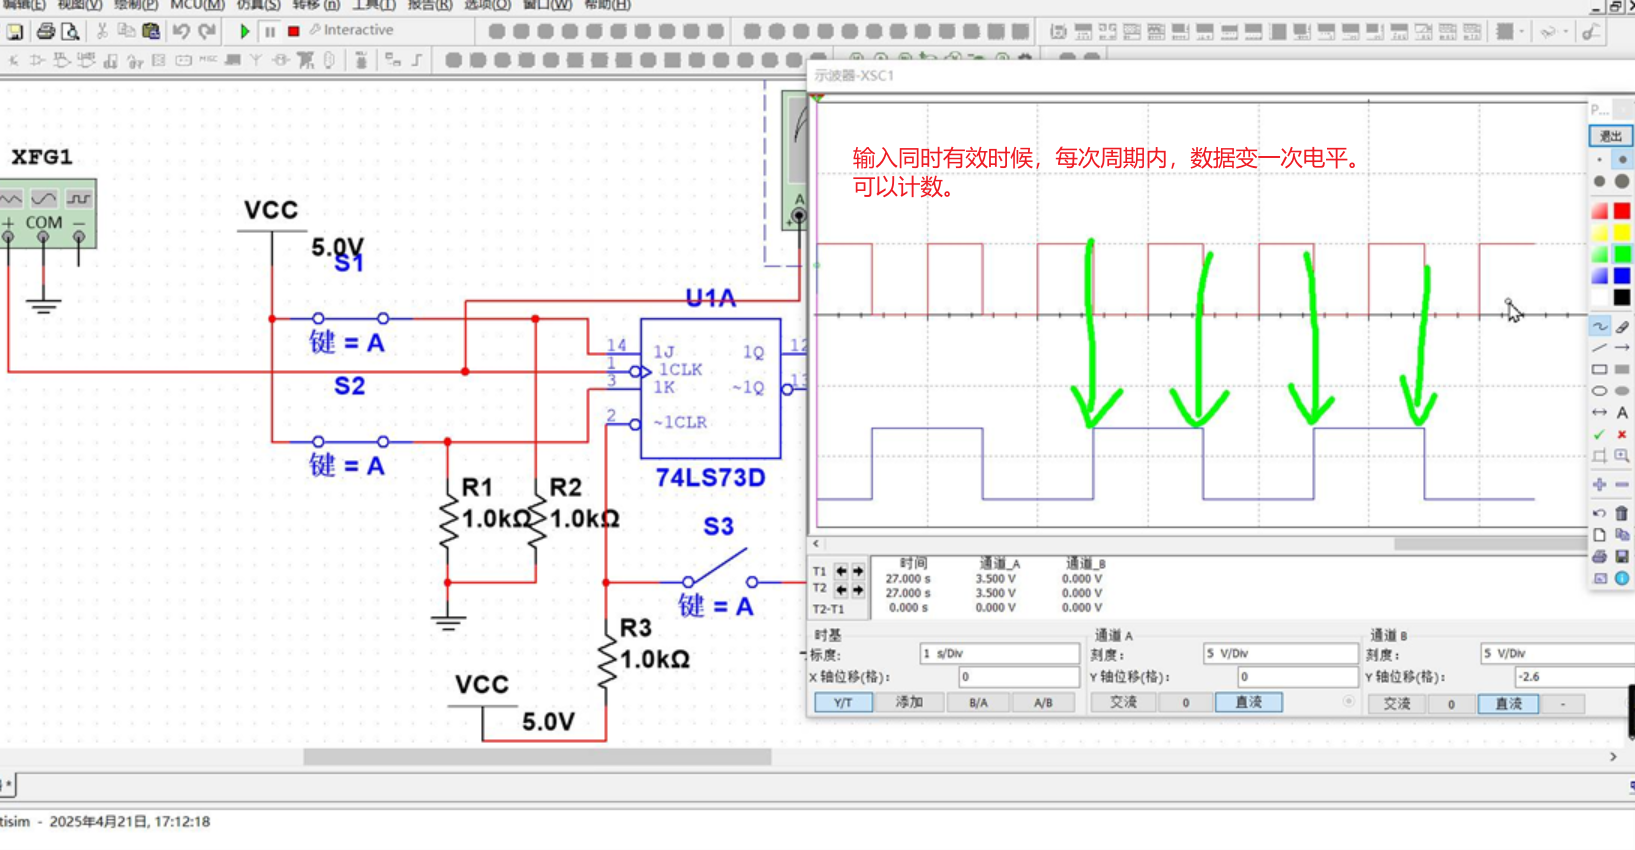 编辑(E) 视图(V) 绘制(P) MCU(M) 仿真(S) 转移(n) 工具(T) 报告(R) 选项(O) 窗口(W) 帮助(H)
Interactive
MISC
示波器-XSC1
P...
退出
输入同时有效时候，每次周期内，数据变一次电平。
可以计数。
XFG1
+ COM −
VCC
5.0V
S1
键 = A
S2
键 = A
A
+
U1A
14 1J 1Q 12
1 1CLK
3 1K ~1Q 13
2 ~1CLR
74LS73D
R1
1.0kΩ
R2
1.0kΩ
S3
键 = A
R3
1.0kΩ
VCC
5.0V
A
时间 通道_A 通道_B
T1 27.000 s 3.500 V 0.000 V
T2 27.000 s 3.500 V 0.000 V
T2-T1 0.000 s 0.000 V 0.000 V
时基 通道 A 通道 B
标度: 1 s/Div 刻度: 5 V/Div 刻度: 5 V/Div
X 轴位移(格): 0 Y 轴位移(格): 0 Y 轴位移(格): -2.6
Y/T 添加 B/A A/B 交流 0 直流 交流 0 直流 -
tisim - 2025年4月21日, 17:12:18